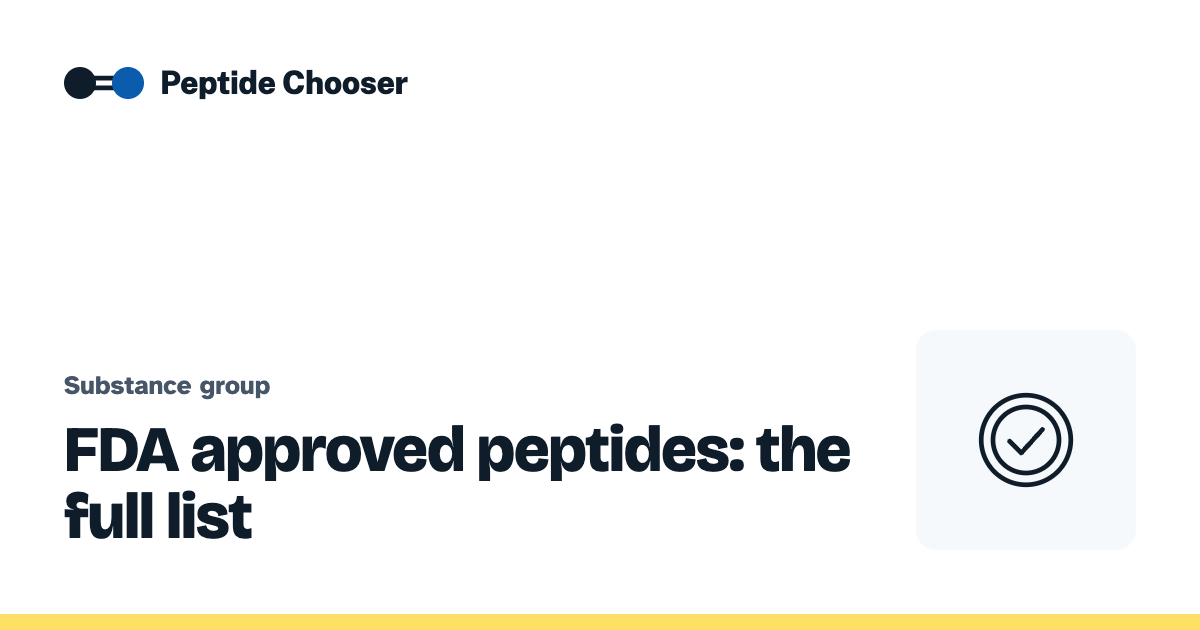 Peptide Chooser
Substance group
FDA approved peptides: the
full list